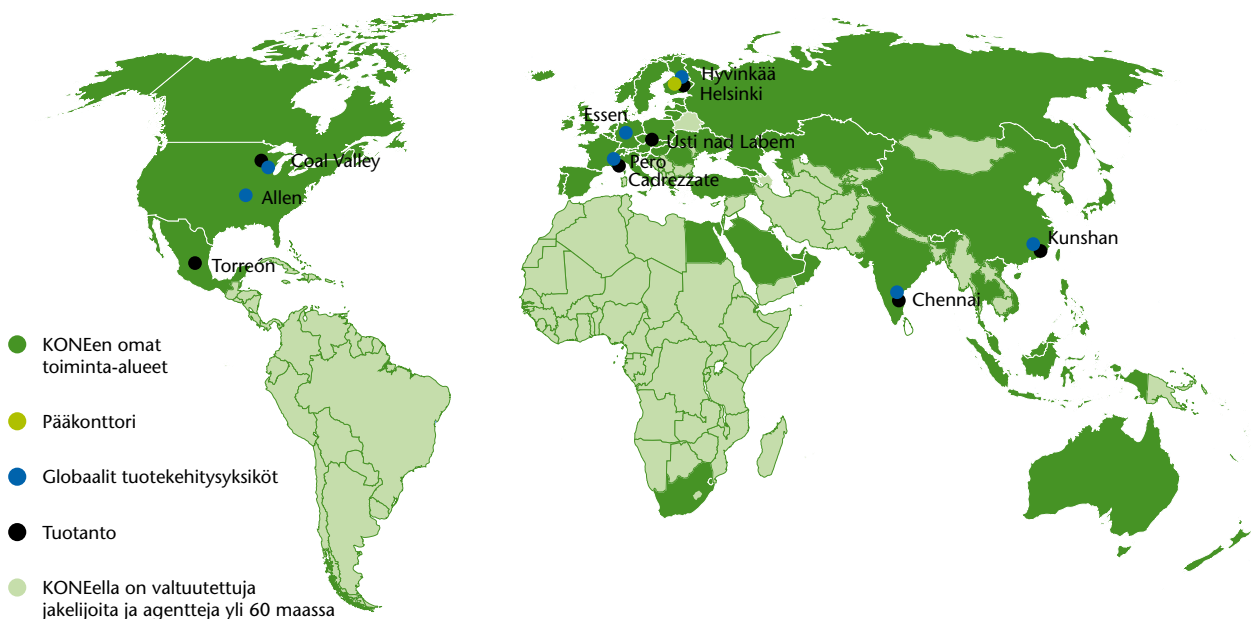 Hyvinkää
Helsinki
Essen
Ústi nad Labem
Coal Valley
Pero
Cadrezzate
Allen
Kunshan
Torreón
Chennai
KONEen omat
toiminta-alueet
Pääkonttori
Globaalit tuotekehitysyksiköt
Tuotanto
KONEella on valtuutettuja
jakelijoita ja agentteja yli 60 maassa